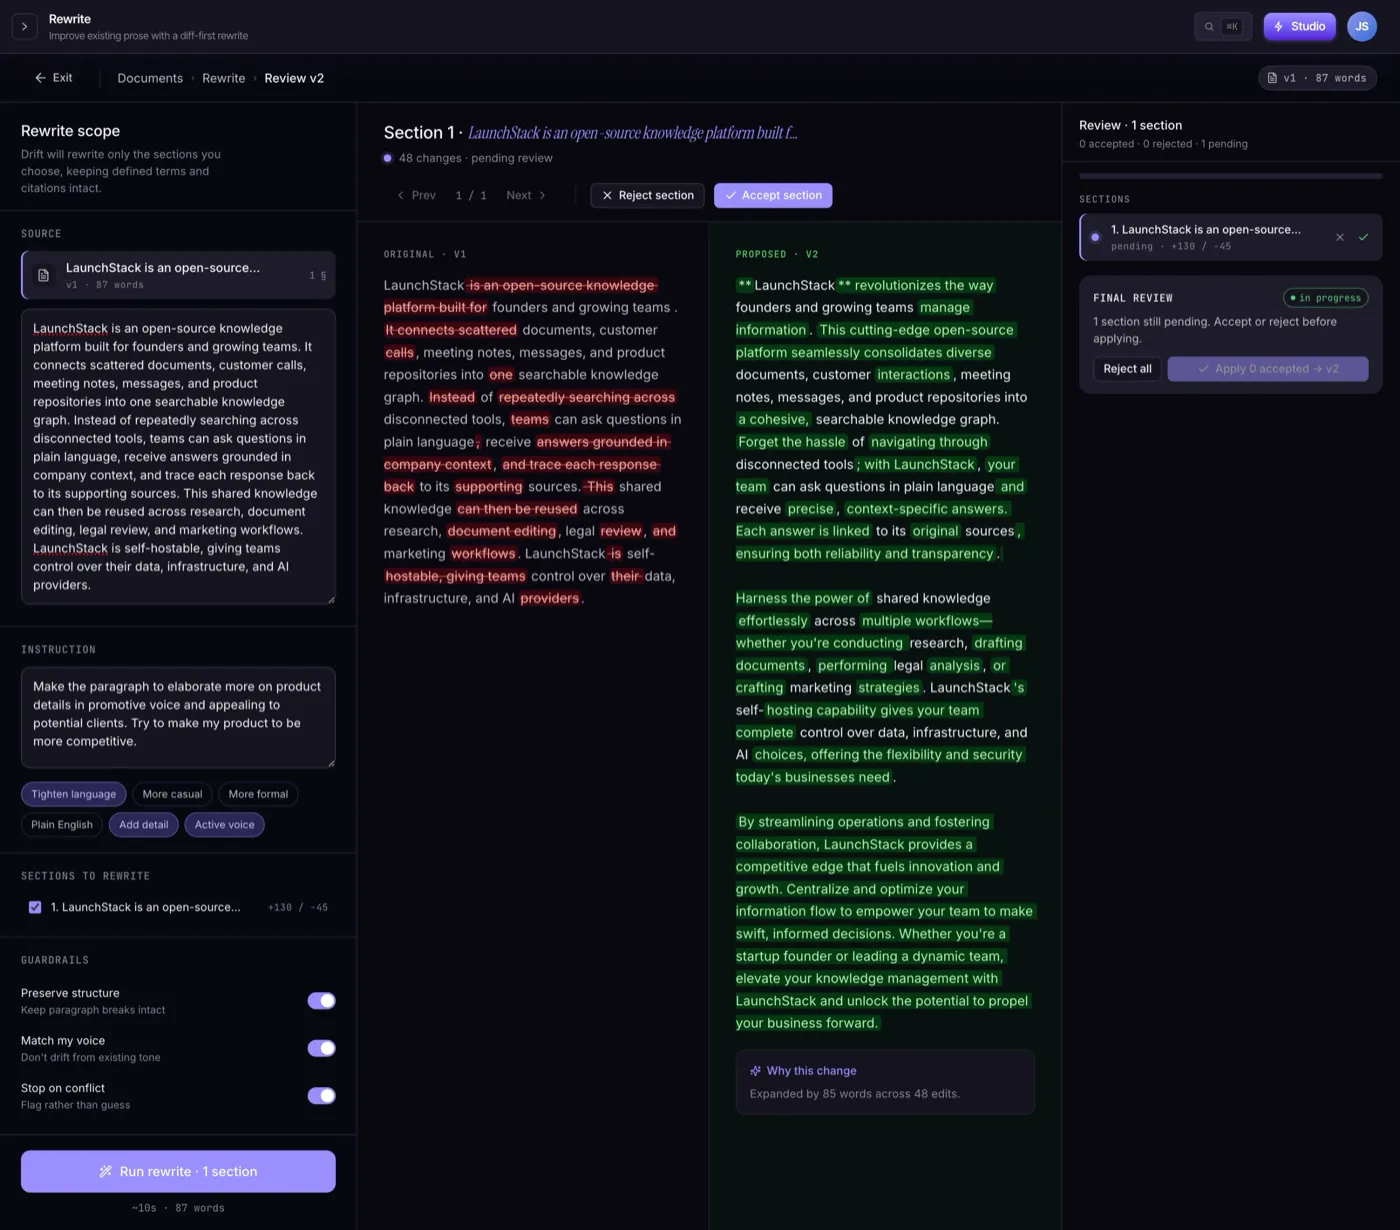 Rewrite
Improve existing prose with a diff-first rewrite
⌘K
Studio
JS
Exit
Documents › Rewrite › Review v2
v1 · 87 words
Rewrite scope
Drift will rewrite only the sections you
choose, keeping defined terms and
citations intact.
SOURCE
LaunchStack is an open-source...
v1 · 87 words
1 §
LaunchStack is an open-source knowledge
platform built for founders and growing teams. It
connects scattered documents, customer calls,
meeting notes, messages, and product
repositories into one searchable knowledge
graph. Instead of repeatedly searching across
disconnected tools, teams can ask questions in
plain language, receive answers grounded in
company context, and trace each response back
to its supporting sources. This shared knowledge
can then be reused across research, document
editing, legal review, and marketing workflows.
LaunchStack is self-hostable, giving teams
control over their data, infrastructure, and AI
providers.
INSTRUCTION
Make the paragraph to elaborate more on product
details in promotive voice and appealing to
potential clients. Try to make my product to be
more competitive.
Tighten language
More casual
More formal
Plain English
Add detail
Active voice
SECTIONS TO REWRITE
1. LaunchStack is an open-source...
+130 / -45
GUARDRAILS
Preserve structure
Keep paragraph breaks intact
Match my voice
Don't drift from existing tone
Stop on conflict
Flag rather than guess
Run rewrite · 1 section
~10s · 87 words
Section 1 · LaunchStack is an open-source knowledge platform built f...
48 changes · pending review
Prev
1 / 1
Next
Reject section
Accept section
ORIGINAL · V1
LaunchStack is an open-source knowledge
platform built for founders and growing teams .
It connects scattered documents, customer
calls, meeting notes, messages, and product
repositories into one searchable knowledge
graph. Instead of repeatedly searching across
disconnected tools, teams can ask questions in
plain language, receive answers grounded in
company context, and trace each response
back to its supporting sources. This shared
knowledge can then be reused across
research, document editing, legal review, and
marketing workflows. LaunchStack is self-
hostable, giving teams control over their data,
infrastructure, and AI providers.
PROPOSED · V2
**LaunchStack** revolutionizes the way
founders and growing teams manage
information. This cutting-edge open-source
platform seamlessly consolidates diverse
documents, customer interactions, meeting
notes, messages, and product repositories into
a cohesive, searchable knowledge graph.
Forget the hassle of navigating through
disconnected tools; with LaunchStack, your
team can ask questions in plain language and
receive precise, context-specific answers.
Each answer is linked to its original sources,
ensuring both reliability and transparency.
Harness the power of shared knowledge
effortlessly across multiple workflows—
whether you're conducting research, drafting
documents, performing legal analysis, or
crafting marketing strategies. LaunchStack's
self-hosting capability gives your team
complete control over data, infrastructure, and
AI choices, offering the flexibility and security
today's businesses need.
By streamlining operations and fostering
collaboration, LaunchStack provides a
competitive edge that fuels innovation and
growth. Centralize and optimize your
information flow to empower your team to make
swift, informed decisions. Whether you're a
startup founder or leading a dynamic team,
elevate your knowledge management with
LaunchStack and unlock the potential to propel
your business forward.
Why this change
Expanded by 85 words across 48 edits.
Review · 1 section
0 accepted · 0 rejected · 1 pending
SECTIONS
1. LaunchStack is an open-source...
pending · +130 / -45
FINAL REVIEW
in progress
1 section still pending. Accept or reject before
applying.
Reject all
Apply 0 accepted → v2